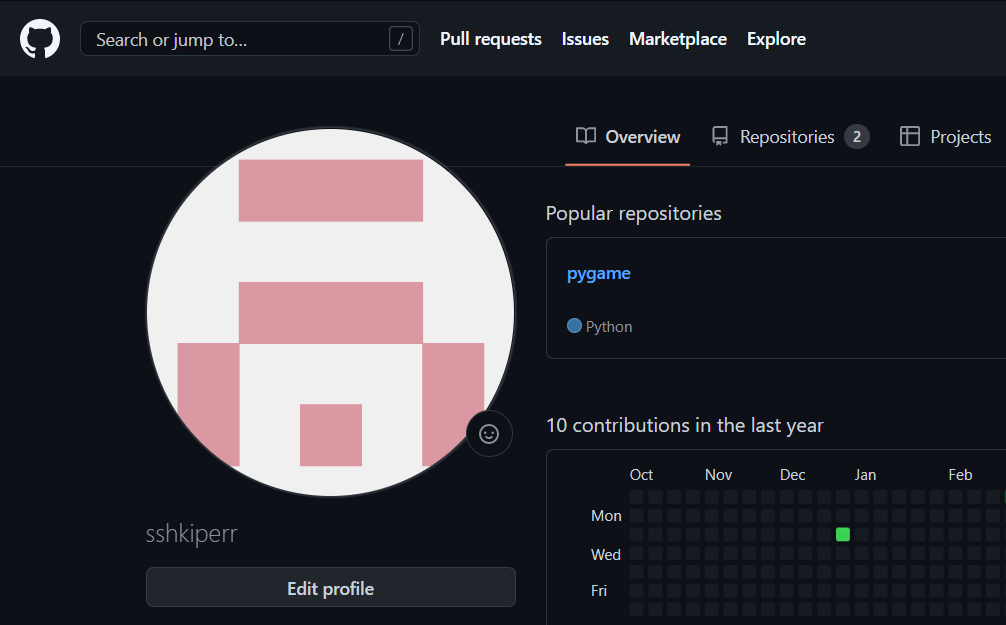 Search or jump to... / Pull requests Issues Marketplace Explore
Overview Repositories 2 Projects
Popular repositories
pygame
Python
10 contributions in the last year
Oct Nov Dec Jan Feb
Mon
Wed
Fri
sshkiperr
Edit profile